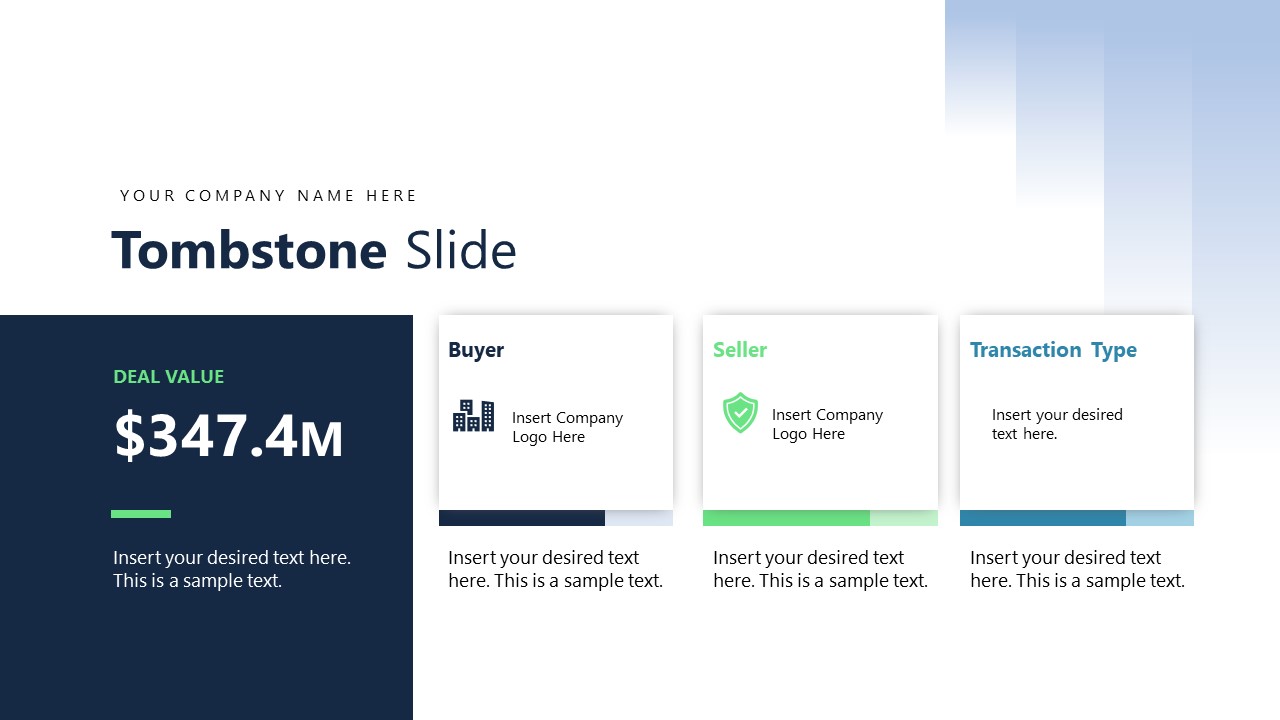 YOUR COMPANY NAME HERE
Tombstone Slide
DEAL VALUE
$347.4M
Insert your desired text here.
This is a sample text.
Buyer
Insert Company
Logo Here
Insert your desired text
here. This is a sample text.
Seller
Insert Company
Logo Here
Insert your desired text
here. This is a sample text.
Transaction Type
Insert your desired
text here.
Insert your desired text
here. This is a sample text.